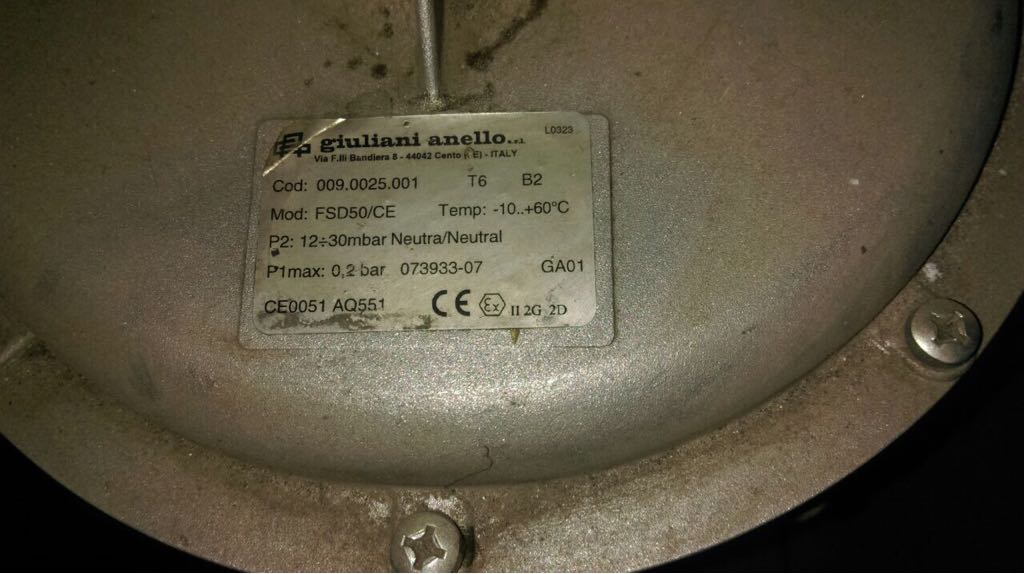 giuliani anello s.r.l. L0323
Via F.lli Bandiera 8 - 44042 Cento E) - ITALY
Cod: 009.0025.001 T6 B2
Mod: FSD50/CE Temp: -10..+60°C
P2: 12÷30mbar Neutra/Neutral
P1max: 0,2 bar 073933-07 GA01
CE0051 AQ551 CE Ex II 2G 2D